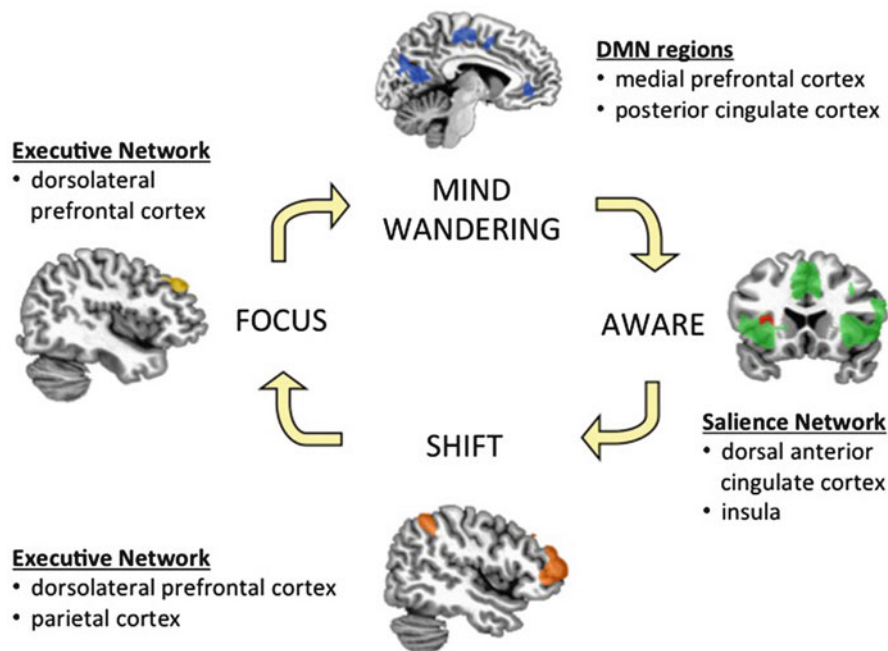 DMN regions
• medial prefrontal cortex
• posterior cingulate cortex
Executive Network
• dorsolateral
prefrontal cortex
MIND
WANDERING
FOCUS
AWARE
Salience Network
• dorsal anterior
cingulate cortex
• insula
SHIFT
Executive Network
• dorsolateral prefrontal cortex
• parietal cortex